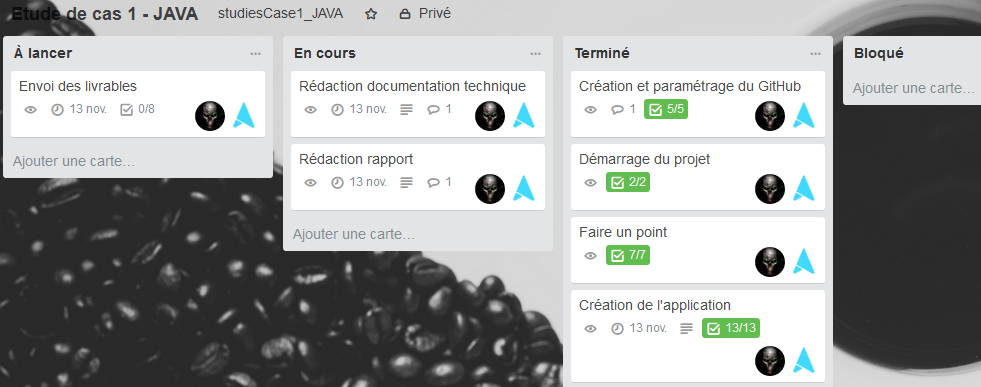 Etude de cas 1 - JAVA studiesCase1_JAVA Privé
À lancer
Envoi des livrables
13 nov. 0/8
Ajouter une carte...
En cours
Rédaction documentation technique
13 nov. 1
Rédaction rapport
13 nov. 1
Ajouter une carte...
Terminé
Création et paramétrage du GitHub
1 5/5
Démarrage du projet
2/2
Faire un point
7/7
Création de l'application
13 nov. 13/13
Bloqué
Ajouter une carte...